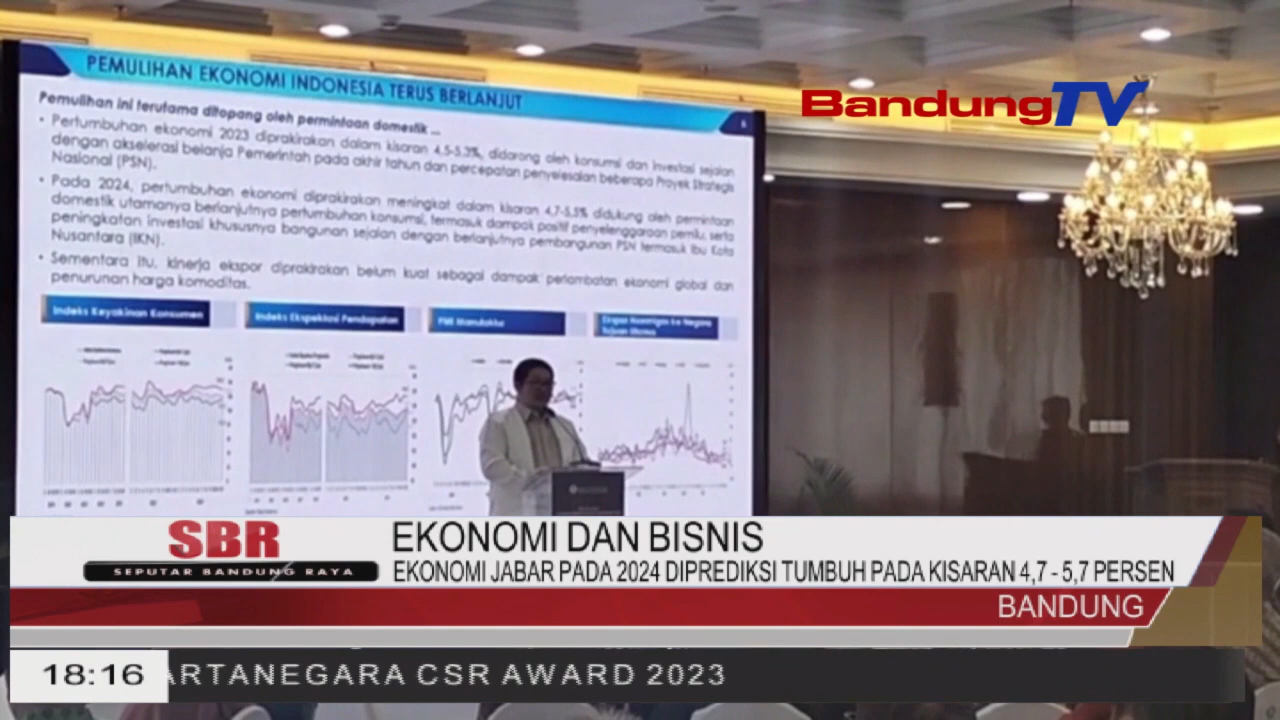 BandungTV
PEMULIHAN EKONOMI INDONESIA TERUS BERLANJUT
Pemulihan ini terutama ditopang oleh permintaan domestik ...
• Pertumbuhan ekonomi 2023 diprakirakan dalam kisaran 4,5-5,3%, didorong oleh konsumsi dan investasi sejalan
dengan akselerasi belanja Pemerintah pada akhir tahun dan percepatan penyelesaian beberapa Proyek Strategis
Nasional (PSN).
• Pada 2024, pertumbuhan ekonomi diprakirakan meningkat dalam kisaran 4,7-5,5% didukung oleh permintaan
domestik utamanya berlanjutnya pertumbuhan konsumsi, termasuk dampak positif penyelenggaraan pemilu, serta
peningkatan investasi khususnya bangunan sejalan dengan berlanjutnya pembangunan PSN termasuk Ibu Kota
Nusantara (IKN).
• Sementara itu, kinerja ekspor diprakirakan belum kuat sebagai dampak perlambatan ekonomi global dan
penurunan harga komoditas.
Indeks Keyakinan Konsumen
Indeks Ekspektasi Pendapatan
PMI Manufaktur
Ekspor Nonmigas ke Negara
Tujuan Utama
SBR
SEPUTAR BANDUNG RAYA
EKONOMI DAN BISNIS
EKONOMI JABAR PADA 2024 DIPREDIKSI TUMBUH PADA KISARAN 4,7 - 5,7 PERSEN
BANDUNG
18:16
ARTANEGARA CSR AWARD 2023